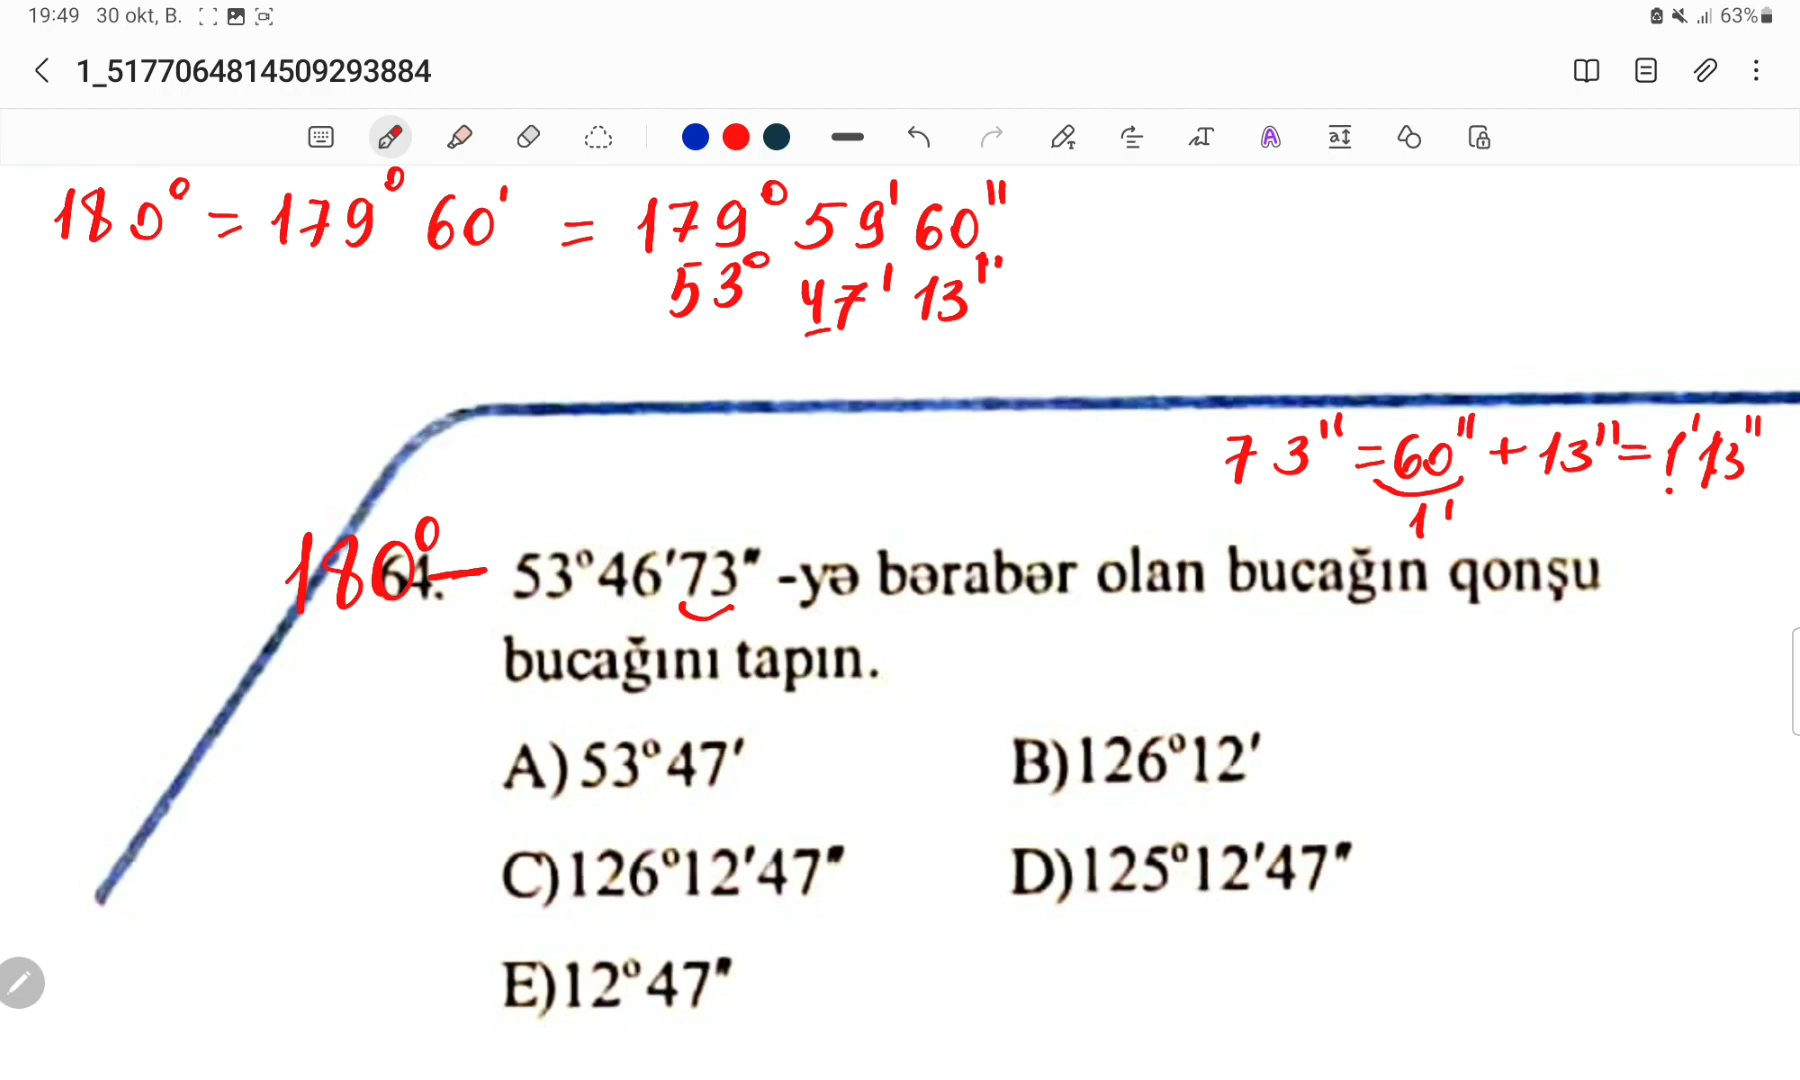 19:49 30 okt, B. 63%
1_5177064814509293884
180° = 179° 60' = 179° 59' 60"
53° 47' 13"
73" = 60" + 13" = 1' 13"
1'
180° −
64. 53°46'73" -yə bərabər olan bucağın qonşu
bucağını tapın.
A) 53°47' B) 126°12'
C) 126°12'47" D) 125°12'47"
E) 12°47"